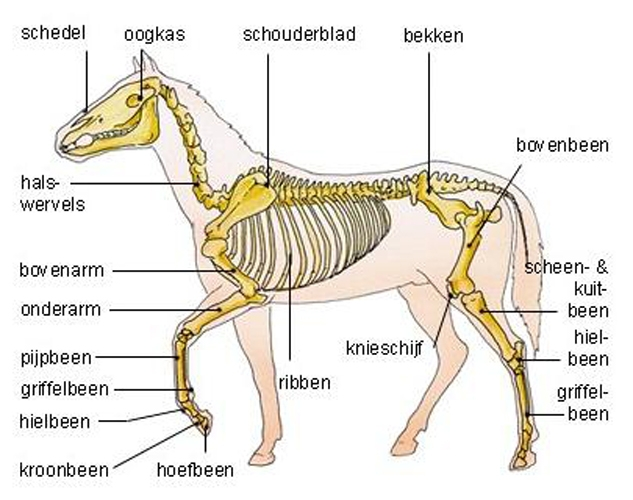 schedel
oogkas
schouderblad
bekken
bovenbeen
hals-
wervels
scheen- &
kuit-
been
bovenarm
onderarm
hiel-
been
knieschijf
pijpbeen
ribben
griffelbeen
griffel-
been
hielbeen
kroonbeen
hoefbeen